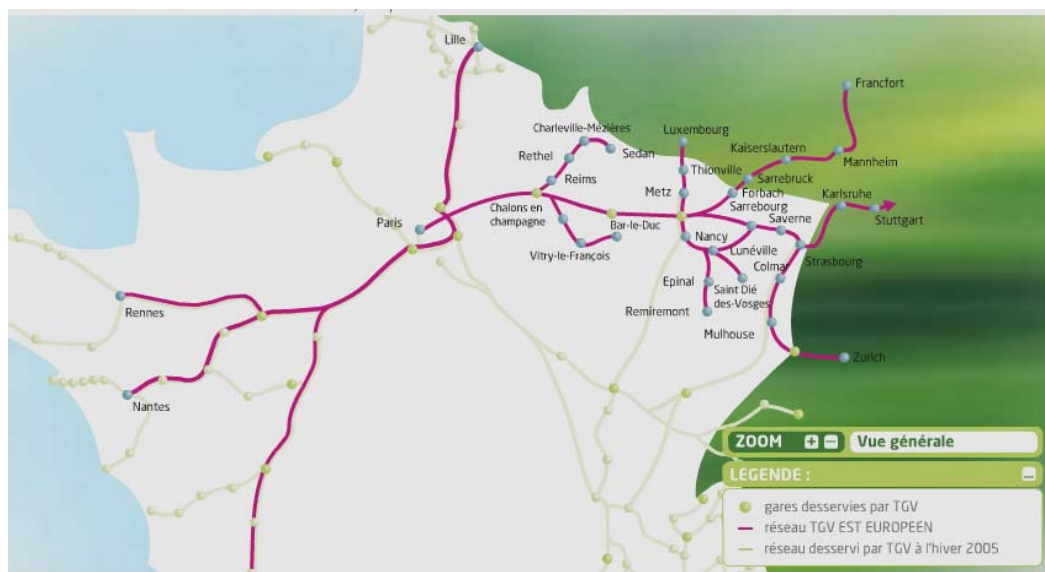 Lille
Francfort
Charleville-Mézières
Luxembourg
Kaiserslautern
Rethel
Sedan
Mannheim
Thionville
Sarrebruck
Reims
Metz
Forbach
Karlsruhe
Sarrebourg
Chalons en
champagne
Saverne
Stuttgart
Paris
Bar-le-Duc
Nancy
Lunéville
Vitry-le-François
Strasbourg
Colmar
Epinal
Saint Dié
des-Vosges
Rennes
Remiremont
Mulhouse
Zurich
Nantes
ZOOM + – Vue générale
LEGENDE : –
gares desservies par TGV
réseau TGV EST EUROPEEN
réseau desservi par TGV à l'hiver 2005